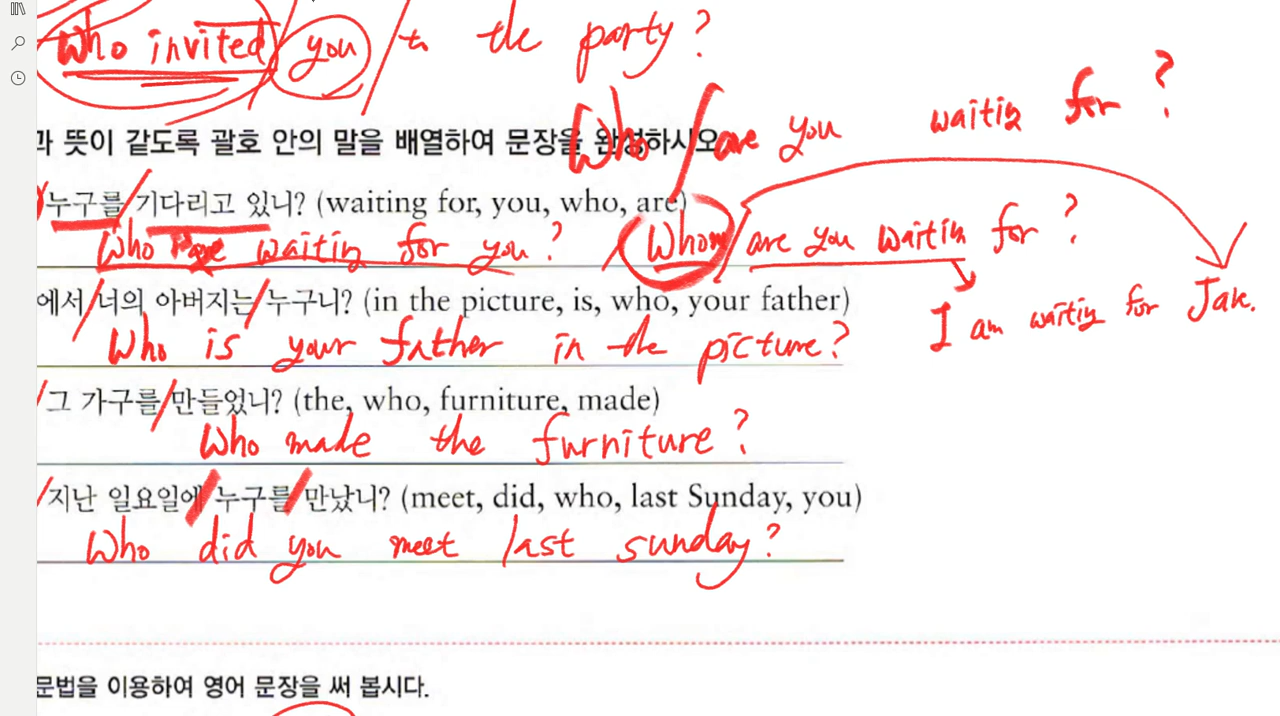 who invited / you / to the party?
Who / are you waiting for?
과 뜻이 같도록 괄호 안의 말을 배열하여 문장을 완성하시오
누구를 / 기다리고 있니? (waiting for, you, who, are)
Who are waiting for you? / Whom / are you waiting for?
에서 / 너의 아버지는 / 누구니? (in the picture, is, who, your father)
I am waiting for Jak.
Who is your father in the picture?
/ 그 가구를 / 만들었니? (the, who, furniture, made)
Who made the furniture?
/ 지난 일요일에 / 누구를 / 만났니? (meet, did, who, last Sunday, you)
Who did you meet last sunday?
문법을 이용하여 영어 문장을 써 봅시다.